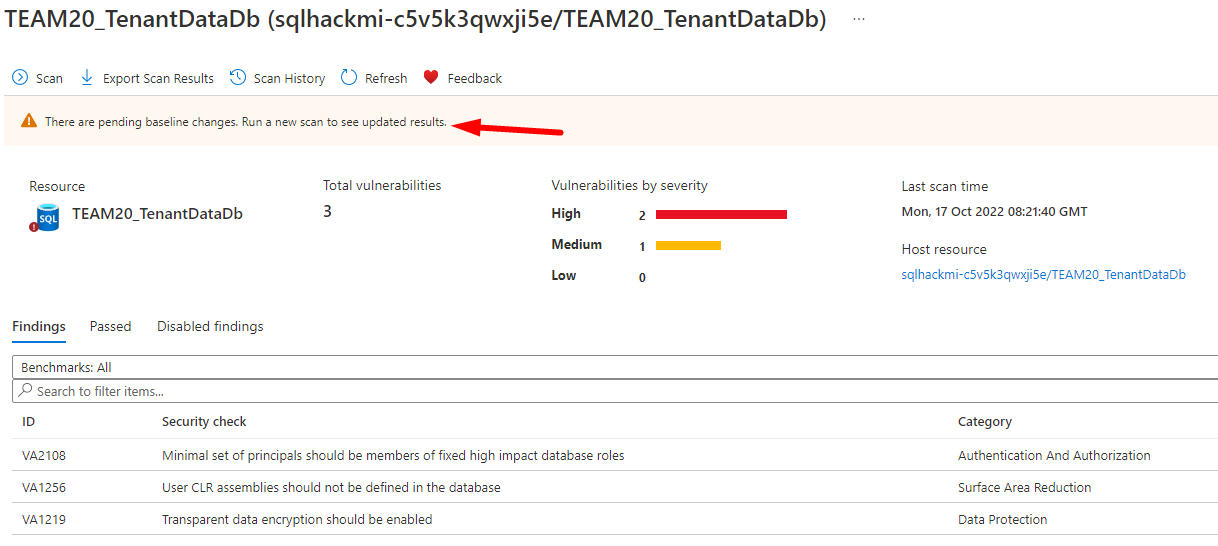 TEAM20_TenantDataDb (sqlhackmi-c5v5k3qwxji5e/TEAM20_TenantDataDb) ...
Scan Export Scan Results Scan History Refresh Feedback
There are pending baseline changes. Run a new scan to see updated results.
Resource Total vulnerabilities Vulnerabilities by severity Last scan time
SQL TEAM20_TenantDataDb 3 High 2 Mon, 17 Oct 2022 08:21:40 GMT
Medium 1 Host resource
Low 0 sqlhackmi-c5v5k3qwxji5e/TEAM20_TenantDataDb
Findings Passed Disabled findings
Benchmarks: All
Search to filter items...
ID Security check Category
VA2108 Minimal set of principals should be members of fixed high impact database roles Authentication And Authorization
VA1256 User CLR assemblies should not be defined in the database Surface Area Reduction
VA1219 Transparent data encryption should be enabled Data Protection